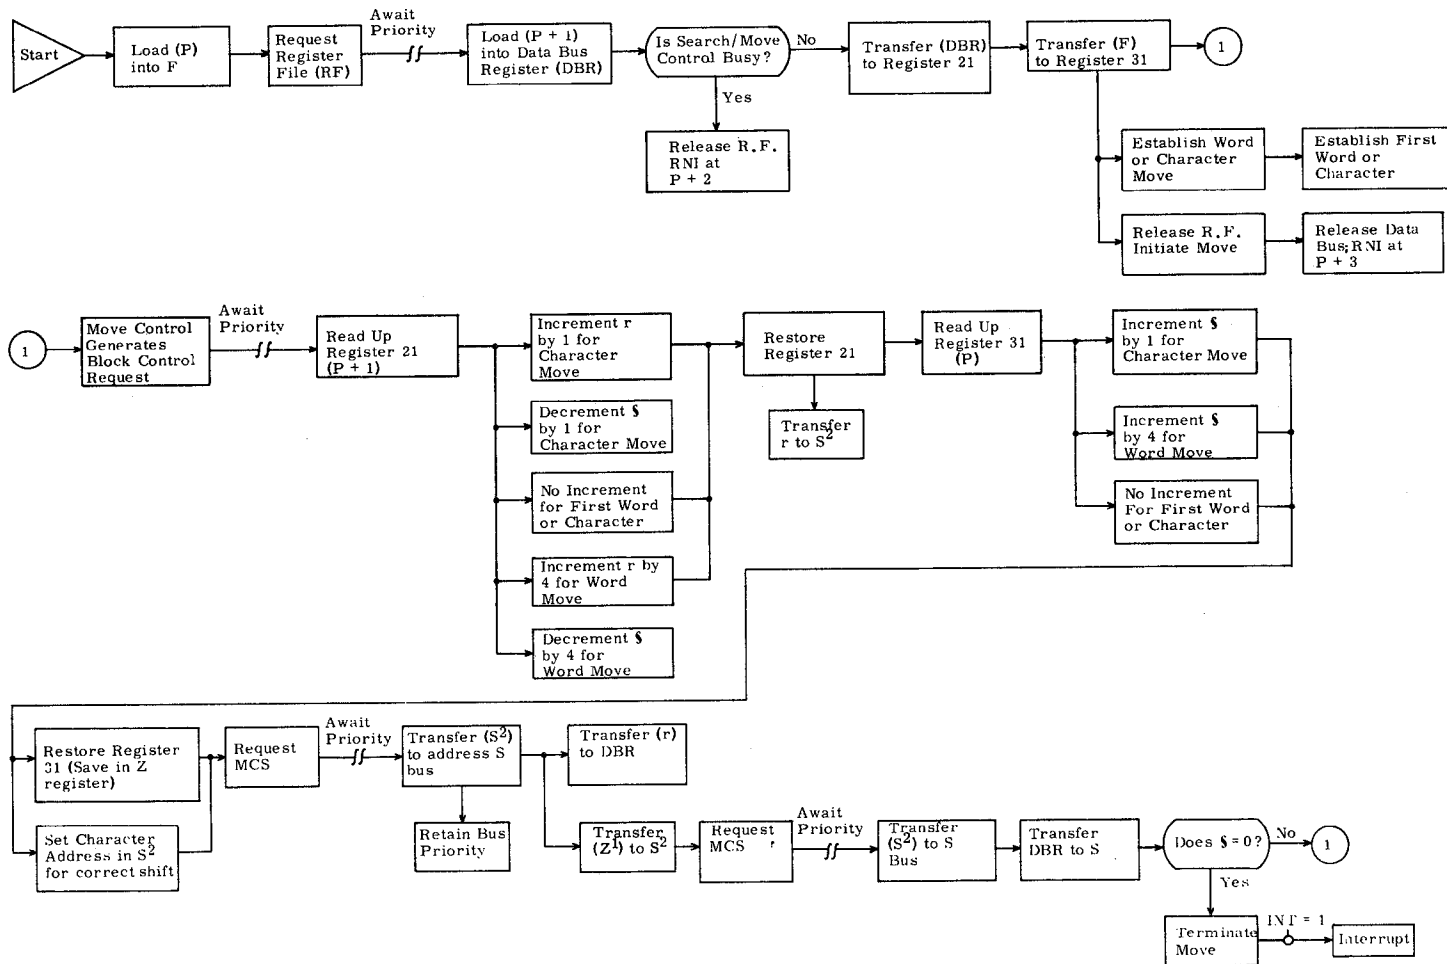 Start
Load (P)
into F
Request
Register
File (RF)
Await
Priority
Load (P + 1)
into Data Bus
Register (DBR)
Is Search/Move
Control Busy?
No
Yes
Release R.F.
RNI at
P + 2
Transfer (DBR)
to Register 21
Transfer (F)
to Register 31
1
Establish Word
or Character
Move
Establish First
Word or
Character
Release R.F.
Initiate Move
Release Data
Bus; RNI at
P + 3
1
Move Control
Generates
Block Control
Request
Await
Priority
Read Up
Register 21
(P + 1)
Increment r
by 1 for
Character
Move
Decrement S
by 1 for
Character Move
No Increment
for First Word
or Character
Increment r by
4 for Word
Move
Decrement S
by 4 for
Word Move
Restore
Register 21
Transfer
r to S²
Read Up
Register 31
(P)
Increment S
by 1 for
Character Move
Increment S
by 4 for
Word Move
No Increment
For First Word
or Character
Restore Register
31 (Save in Z
register)
Set Character
Address in S²
for correct shift
Request
MCS
Await
Priority
Transfer (S²)
to address S
bus
Retain Bus
Priority
Transfer (r)
to DBR
Transfer
(Z¹) to S²
Request
MCS
Await
Priority
Transfer
(S²) to S
Bus
Transfer
DBR to S
Does S = 0?
No
1
Yes
Terminate
Move
INT = 1
Interrupt